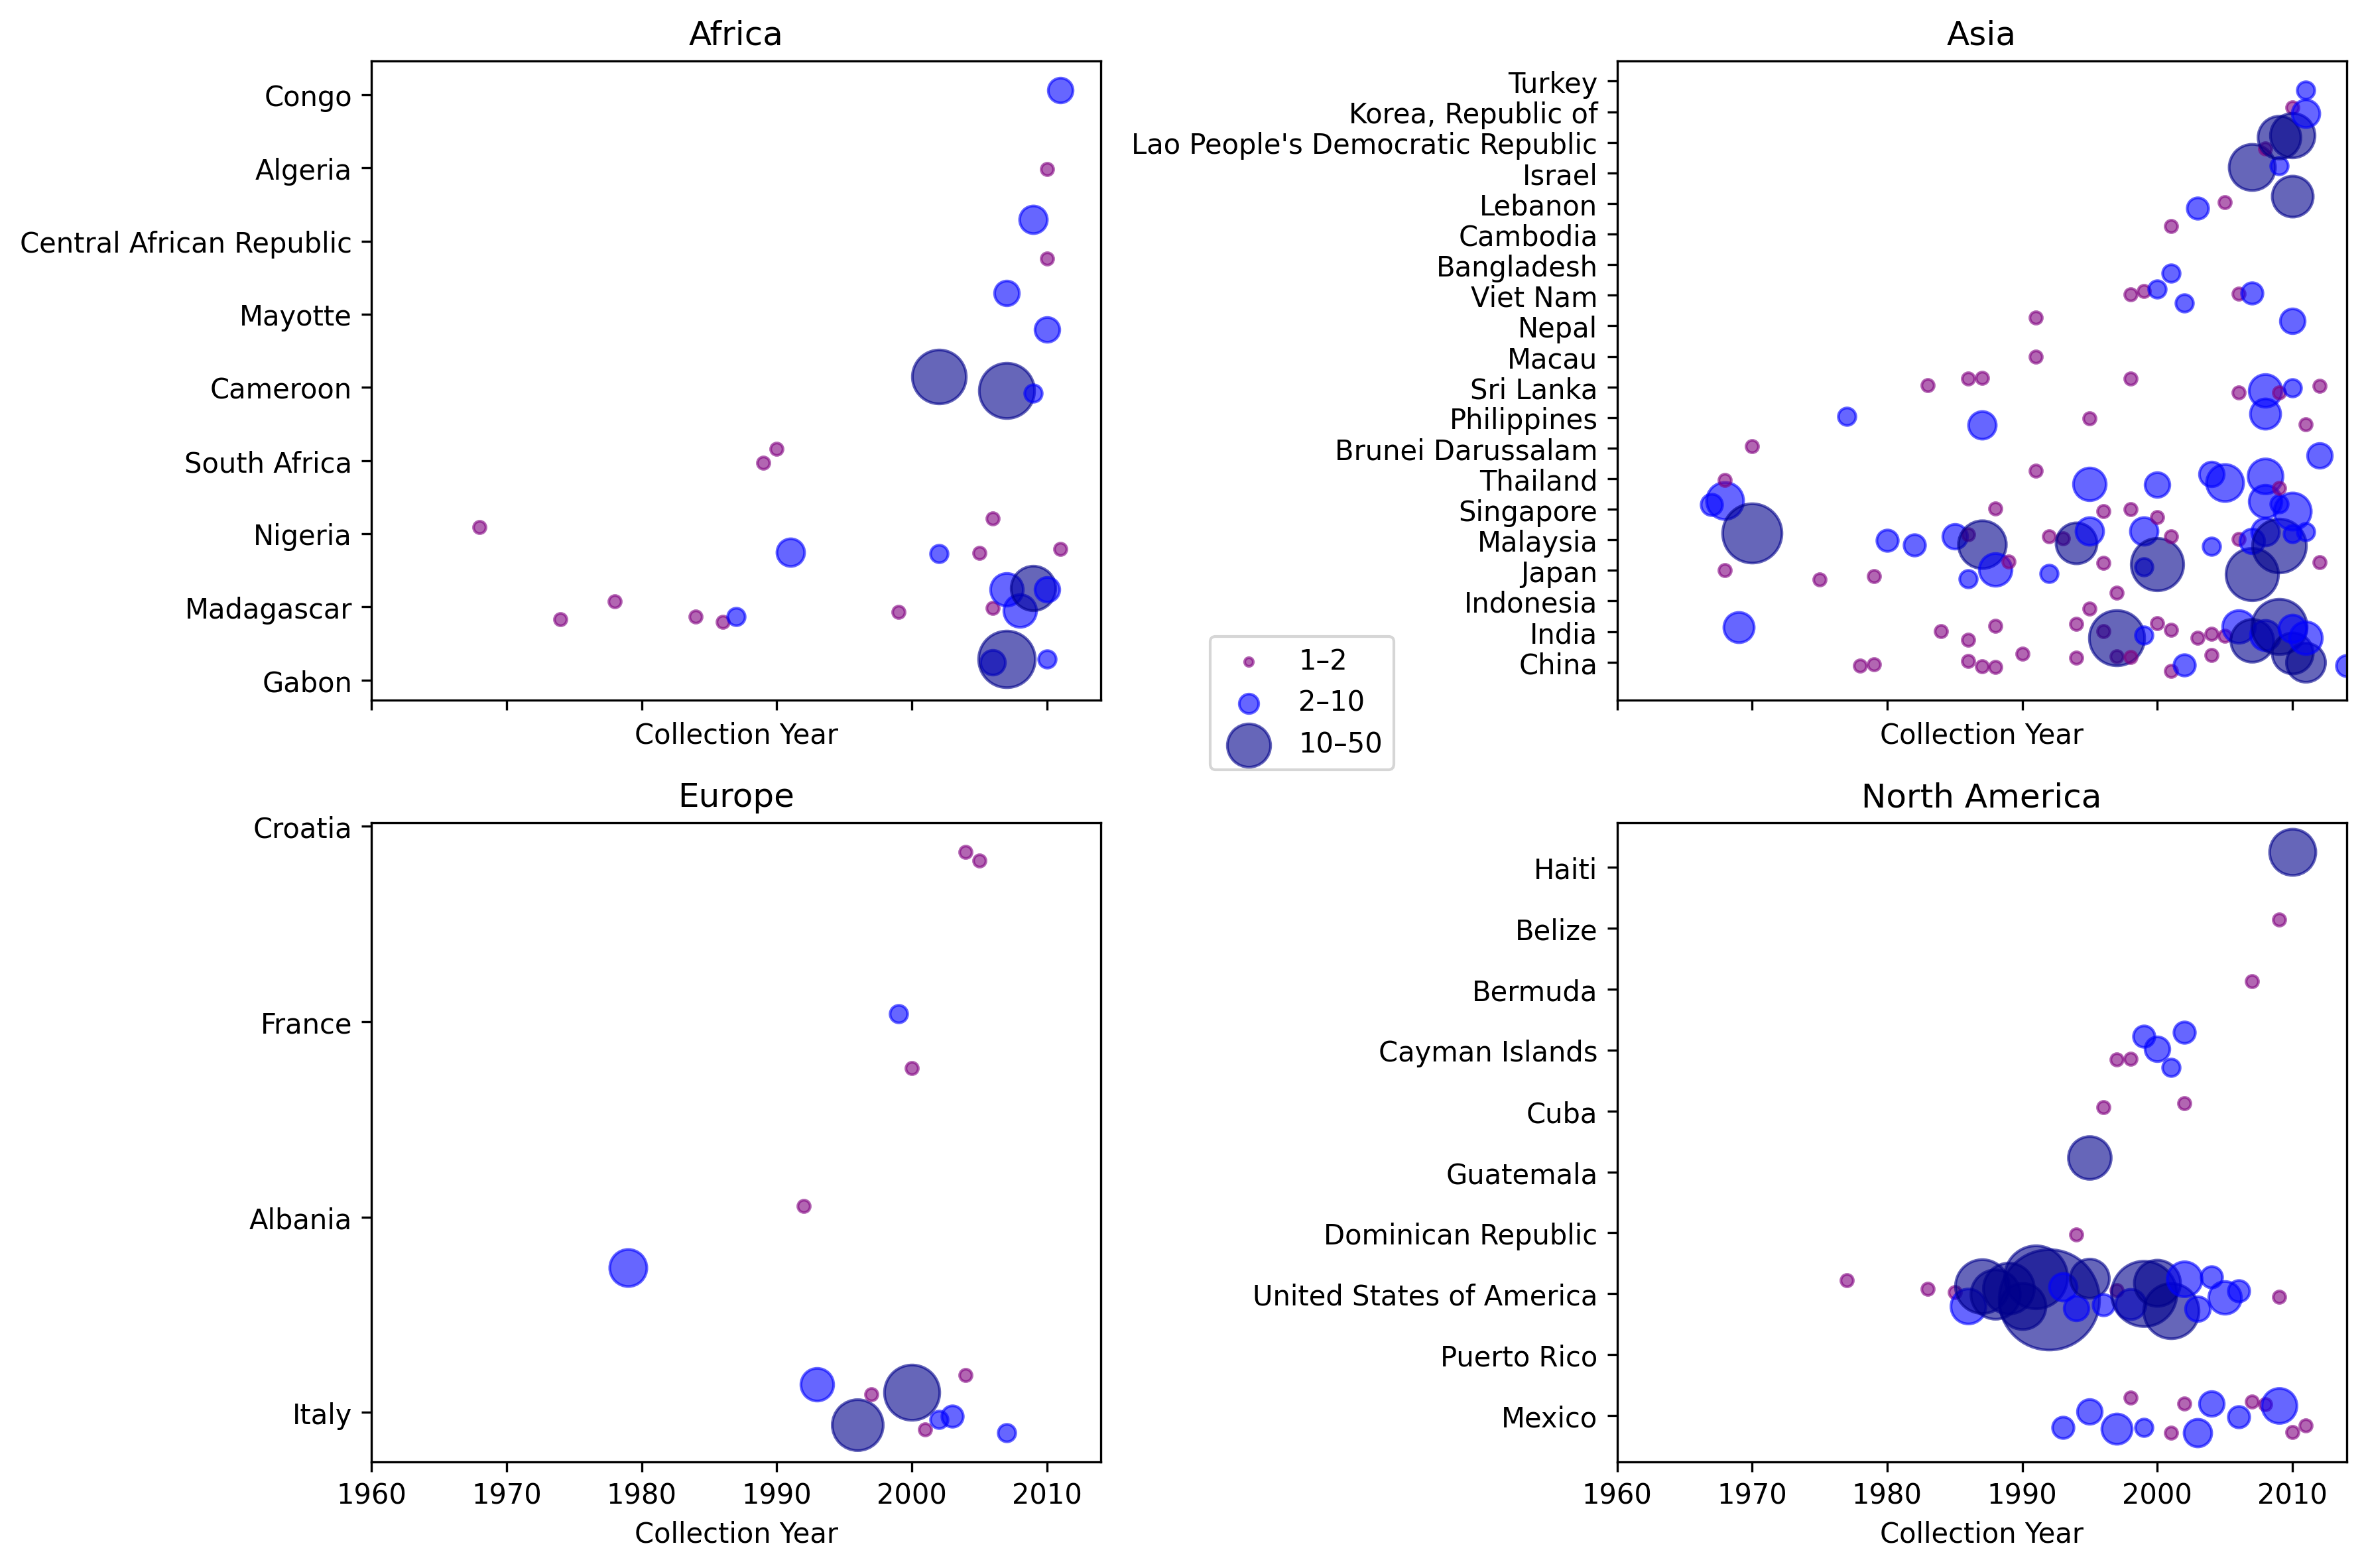 Africa
Congo
Algeria
Central African Republic
Mayotte
Cameroon
South Africa
Nigeria
Madagascar
Gabon
Collection Year
Asia
Turkey
Korea, Republic of
Lao People's Democratic Republic
Israel
Lebanon
Cambodia
Bangladesh
Viet Nam
Nepal
Macau
Sri Lanka
Philippines
Brunei Darussalam
Thailand
Singapore
Malaysia
Japan
Indonesia
India
China
Collection Year
1–2
2–10
10–50
Europe
Croatia
France
Albania
Italy
1960 1970 1980 1990 2000 2010
Collection Year
North America
Haiti
Belize
Bermuda
Cayman Islands
Cuba
Guatemala
Dominican Republic
United States of America
Puerto Rico
Mexico
1960 1970 1980 1990 2000 2010
Collection Year